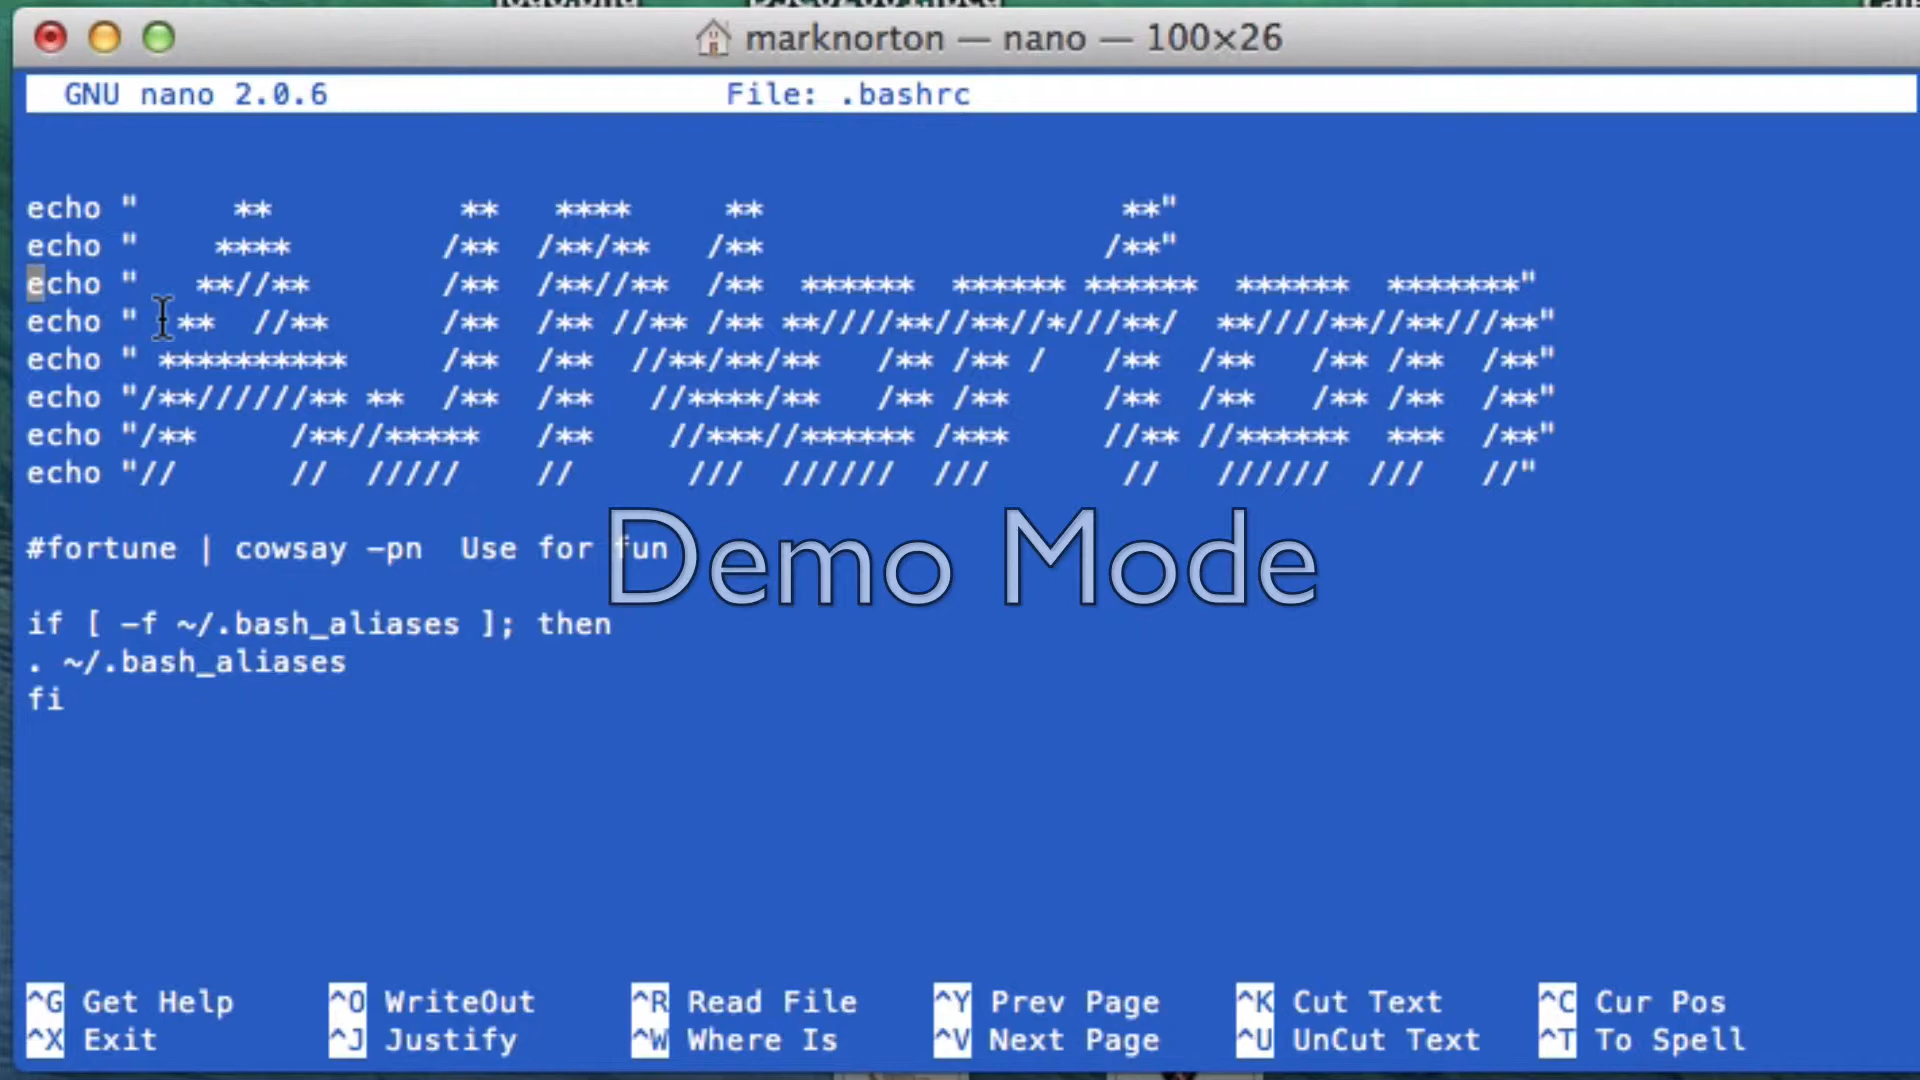 marknorton — nano — 100×26
GNU nano 2.0.6 File: .bashrc
echo "     **          **   ****     **                   **"
echo "    ****        /**  /**/**   /**                  /**"
echo "   **//**       /**  /**//**  /**  ******  ****** ******  ******  *******"
echo "  **  //**      /**  /** //** /** **////**//**//*///**/  **////**//**///**"
echo " **********     /**  /**  //**/**/**   /** /** /   /**  /**   /** /**  /**"
echo "/**//////** **  /**  /**   //****/**   /** /**     /**  /**   /** /**  /**"
echo "/**     /**//*****   /**    //***//****** /***     //** //******  ***  /**"
echo "//      //  /////    //      ///  //////  ///       //   //////  ///   //"
#fortune | cowsay -pn  Use for fun
Demo Mode
if [ -f ~/.bash_aliases ]; then
. ~/.bash_aliases
fi
^G Get Help ^O WriteOut ^R Read File ^Y Prev Page ^K Cut Text ^C Cur Pos
^X Exit ^J Justify ^W Where Is ^V Next Page ^U UnCut Text ^T To Spell